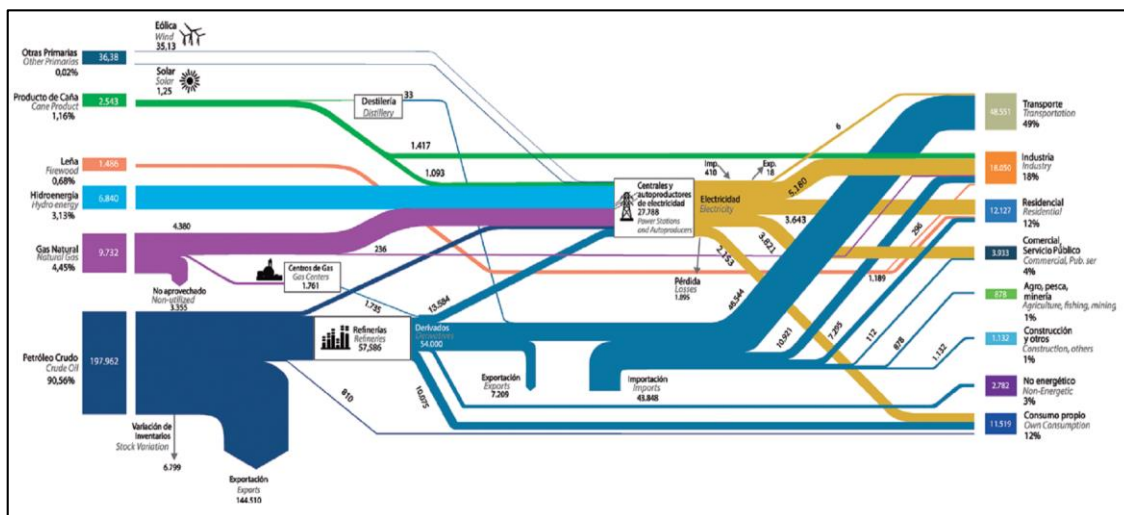 Eólica
Wind
35,13
Otras Primarias
Other Primarias
0,02%
36,38
Solar
Solar
1,25
Producto de Caña
Cane Product
1,16%
2.543
Destilería
Distillery
33
1.417
1.093
Leña
Firewood
0,68%
1.486
Hidroenergía
Hydro energy
3,13%
6.840
Gas Natural
Natural Gas
4,45%
9.732
4.380
236
No aprovechado
Non-utilized
3.355
Centros de Gas
Gas Centers
1.761
1.735
Petróleo Crudo
Crude Oil
90,56%
197.962
Variación de
Inventarios
Stock Variation
6.799
Exportación
Exports
144.510
810
Refinerías
Refineries
57,586
Derivados
Derivatives
54.000
13.584
10.075
Exportación
Exports
7.209
Importación
Imports
43.848
Centrales y
autoproductores
de electricidad
27.788
Power Stations
and Autoproducers
Imp.
410
Exp.
18
Electricidad
Electricity
Pérdida
Losses
1.895
6
5,180
3.643
3.821
2.153
46.544
10.921
7.295
112
878
1.132
296
1.189
48.551
Transporte
Transportation
49%
18.050
Industria
Industry
18%
12.127
Residencial
Residential
12%
3.933
Comercial,
Servicio Público
Commercial, Pub. ser
4%
878
Agro, pesca,
minería
Agriculture, fishing, mining
1%
1.132
Construcción
y otros
Construction, others
1%
2.782
No energético
Non-Energetic
3%
11.519
Consumo propio
Own Consumption
12%